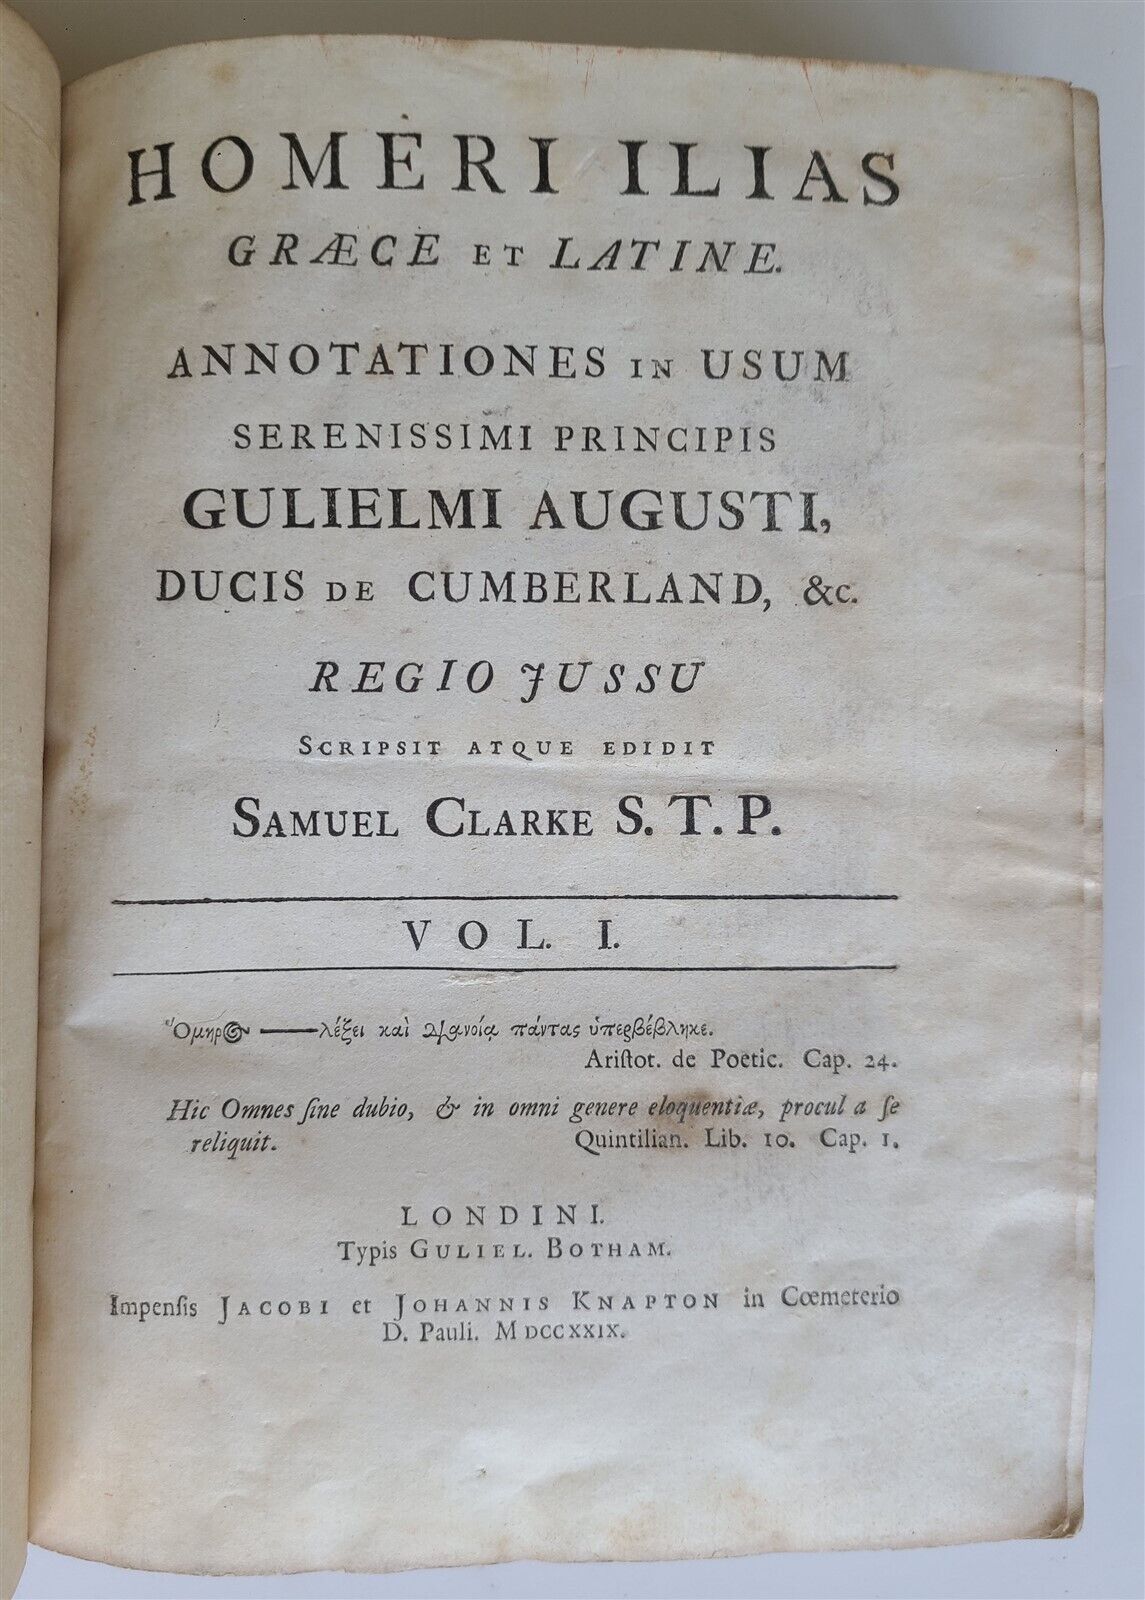 HOMERI ILIAS
GRÆCE ET LATINE.
ANNOTATIONES IN USUM
SERENISSIMI PRINCIPIS
GULIELMI AUGUSTI,
DUCIS DE CUMBERLAND, &c.
REGIO JUSSU
SCRIPSIT ATQUE EDIDIT
SAMUEL CLARKE S. T. P.
VOL. I.
Ὅμηρος ——λέξει καὶ διανοίᾳ πάντας ὑπερβέβληκε.
Ariſtot. de Poetic. Cap. 24.
Hic Omnes ſine dubio, & in omni genere eloquentiæ, procul a ſe
reliquit. Quintilian. Lib. 10. Cap. 1.
LONDINI.
Typis GULIEL. BOTHAM.
Impenſis JACOBI et JOHANNIS KNAPTON in Cœmeterio
D. Pauli. MDCCXXIX.